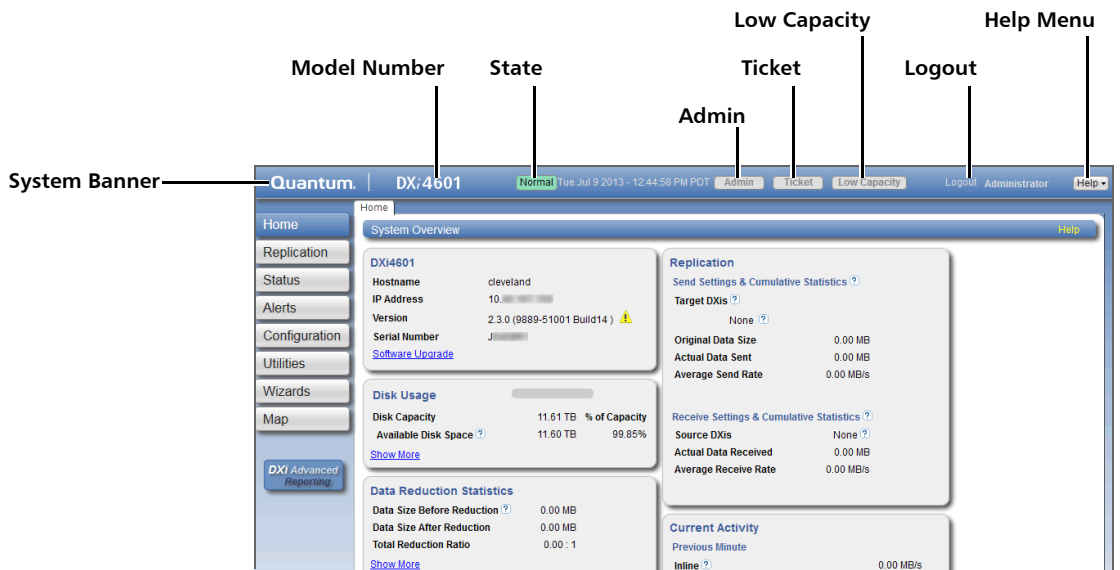 Low Capacity
Help Menu
Model Number
State
Ticket
Logout
Admin
System Banner
Quantum.
DXi4601
Normal Tue Jul 9 2013 - 12:44:58 PM PDT Admin Ticket Low Capacity Logout Administrator Help
Home
Home
Replication
Status
Alerts
Configuration
Utilities
Wizards
Map
DXi Advanced
Reporting
System Overview Help
DXi4601
Hostname cleveland
IP Address 10.
Version 2.3.0 (9889-51001 Build14 )
Serial Number J
Software Upgrade
Disk Usage
Disk Capacity 11.61 TB % of Capacity
Available Disk Space ? 11.60 TB 99.85%
Show More
Data Reduction Statistics
Data Size Before Reduction ? 0.00 MB
Data Size After Reduction 0.00 MB
Total Reduction Ratio 0.00 : 1
Show More
Replication
Send Settings & Cumulative Statistics ?
Target DXis ?
None ?
Original Data Size 0.00 MB
Actual Data Sent 0.00 MB
Average Send Rate 0.00 MB/s
Receive Settings & Cumulative Statistics ?
Source DXis None ?
Actual Data Received 0.00 MB
Average Receive Rate 0.00 MB/s
Current Activity
Previous Minute
Inline ? 0.00 MB/s